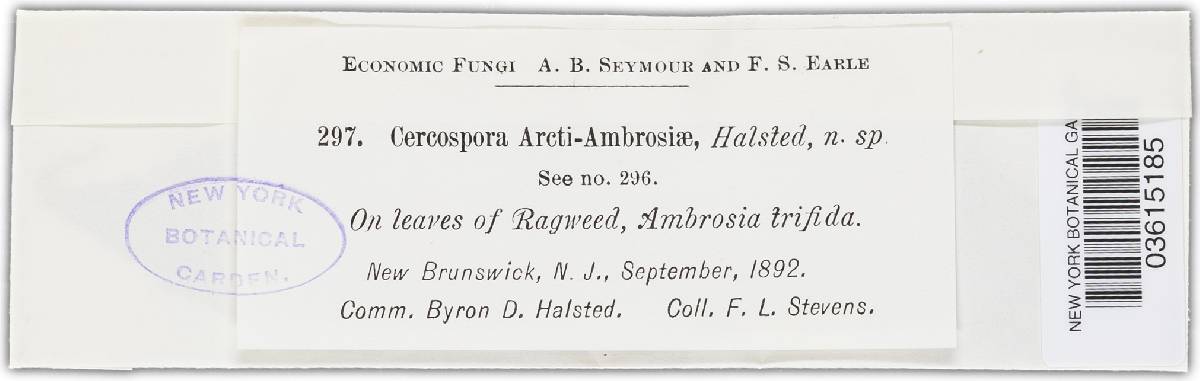 ECONOMIC FUNGI A. B. SEYMOUR AND F. S. EARLE
297. Cercospora Arcti-Ambrosiæ, Halsted, n. sp.
See no. 296.
On leaves of Ragweed, Ambrosia trifida.
New Brunswick, N. J., September, 1892.
Comm. Byron D. Halsted. Coll. F. L. Stevens.
NEW YORK
BOTANICAL
GARDEN.
NEW YORK BOTANICAL GA
03615185